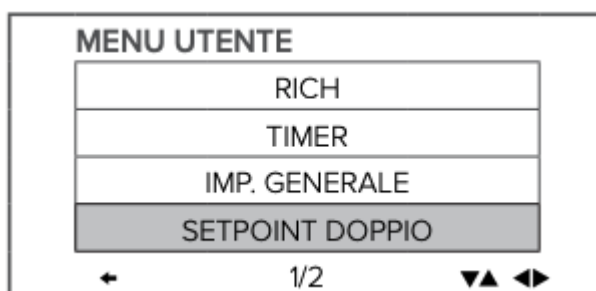 MENU UTENTE
RICH
TIMER
IMP. GENERALE
SETPOINT DOPPIO
1/2